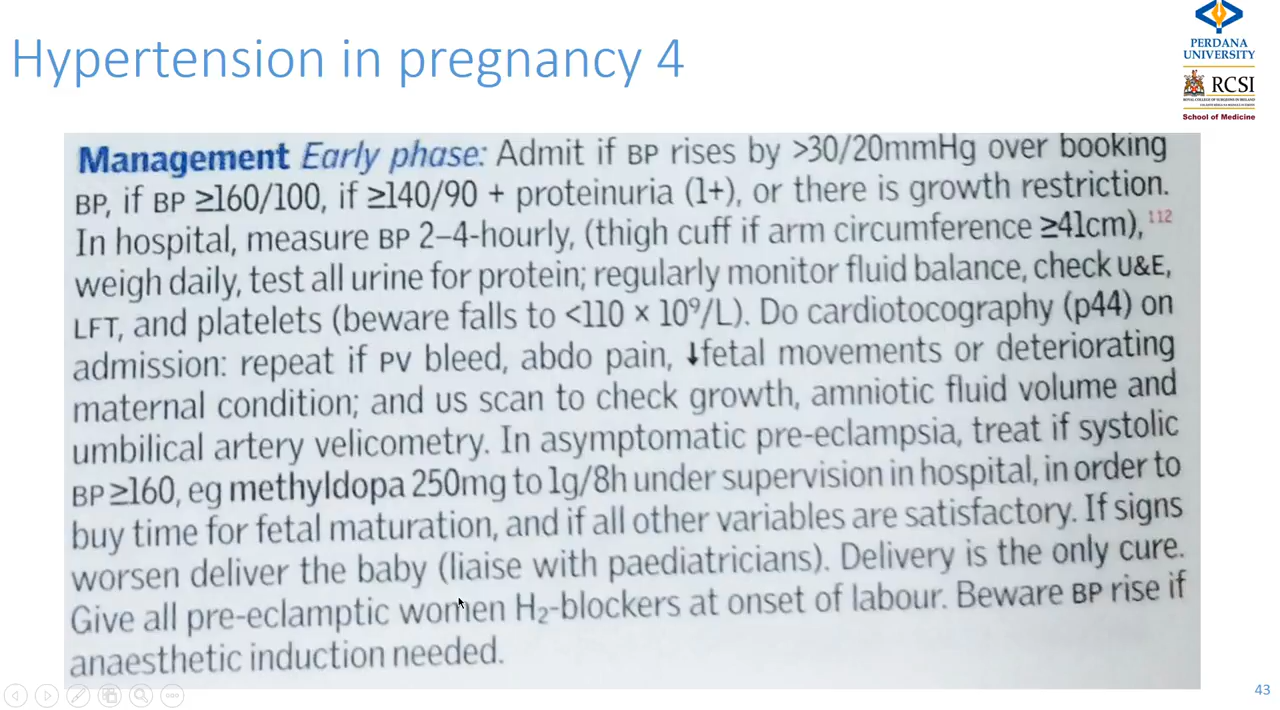 Hypertension in pregnancy 4
PERDANA
UNIVERSITY
RCSI
ROYAL COLLEGE OF SURGEONS IN IRELAND
School of Medicine
Management Early phase: Admit if BP rises by >30/20mmHg over booking
BP, if BP ≥160/100, if ≥140/90 + proteinuria (1+), or there is growth restriction.
In hospital, measure BP 2–4-hourly, (thigh cuff if arm circumference ≥41cm),¹¹²
weigh daily, test all urine for protein; regularly monitor fluid balance, check U&E,
LFT, and platelets (beware falls to <110 × 10⁹/L). Do cardiotocography (p44) on
admission: repeat if PV bleed, abdo pain, ↓fetal movements or deteriorating
maternal condition; and US scan to check growth, amniotic fluid volume and
umbilical artery velicometry. In asymptomatic pre-eclampsia, treat if systolic
BP ≥160, eg methyldopa 250mg to 1g/8h under supervision in hospital, in order to
buy time for fetal maturation, and if all other variables are satisfactory. If signs
worsen deliver the baby (liaise with paediatricians). Delivery is the only cure.
Give all pre-eclamptic women H₂-blockers at onset of labour. Beware BP rise if
anaesthetic induction needed.
43